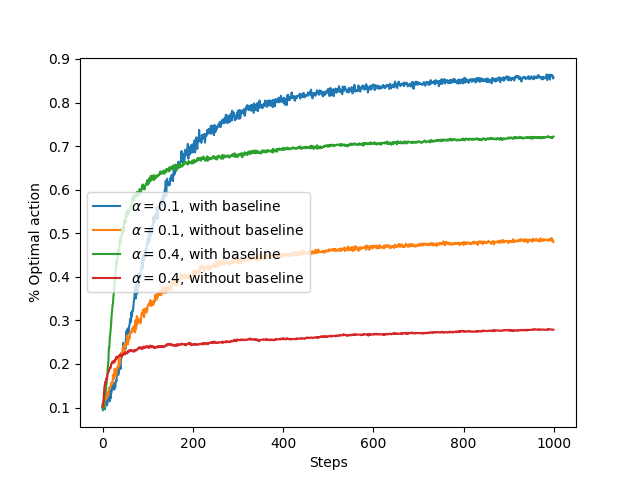 0.9
0.8
0.7
0.6
0.5
0.4
0.3
0.2
0.1
% Optimal action
α = 0.1, with baseline
α = 0.1, without baseline
α = 0.4, with baseline
α = 0.4, without baseline
0 200 400 600 800 1000
Steps